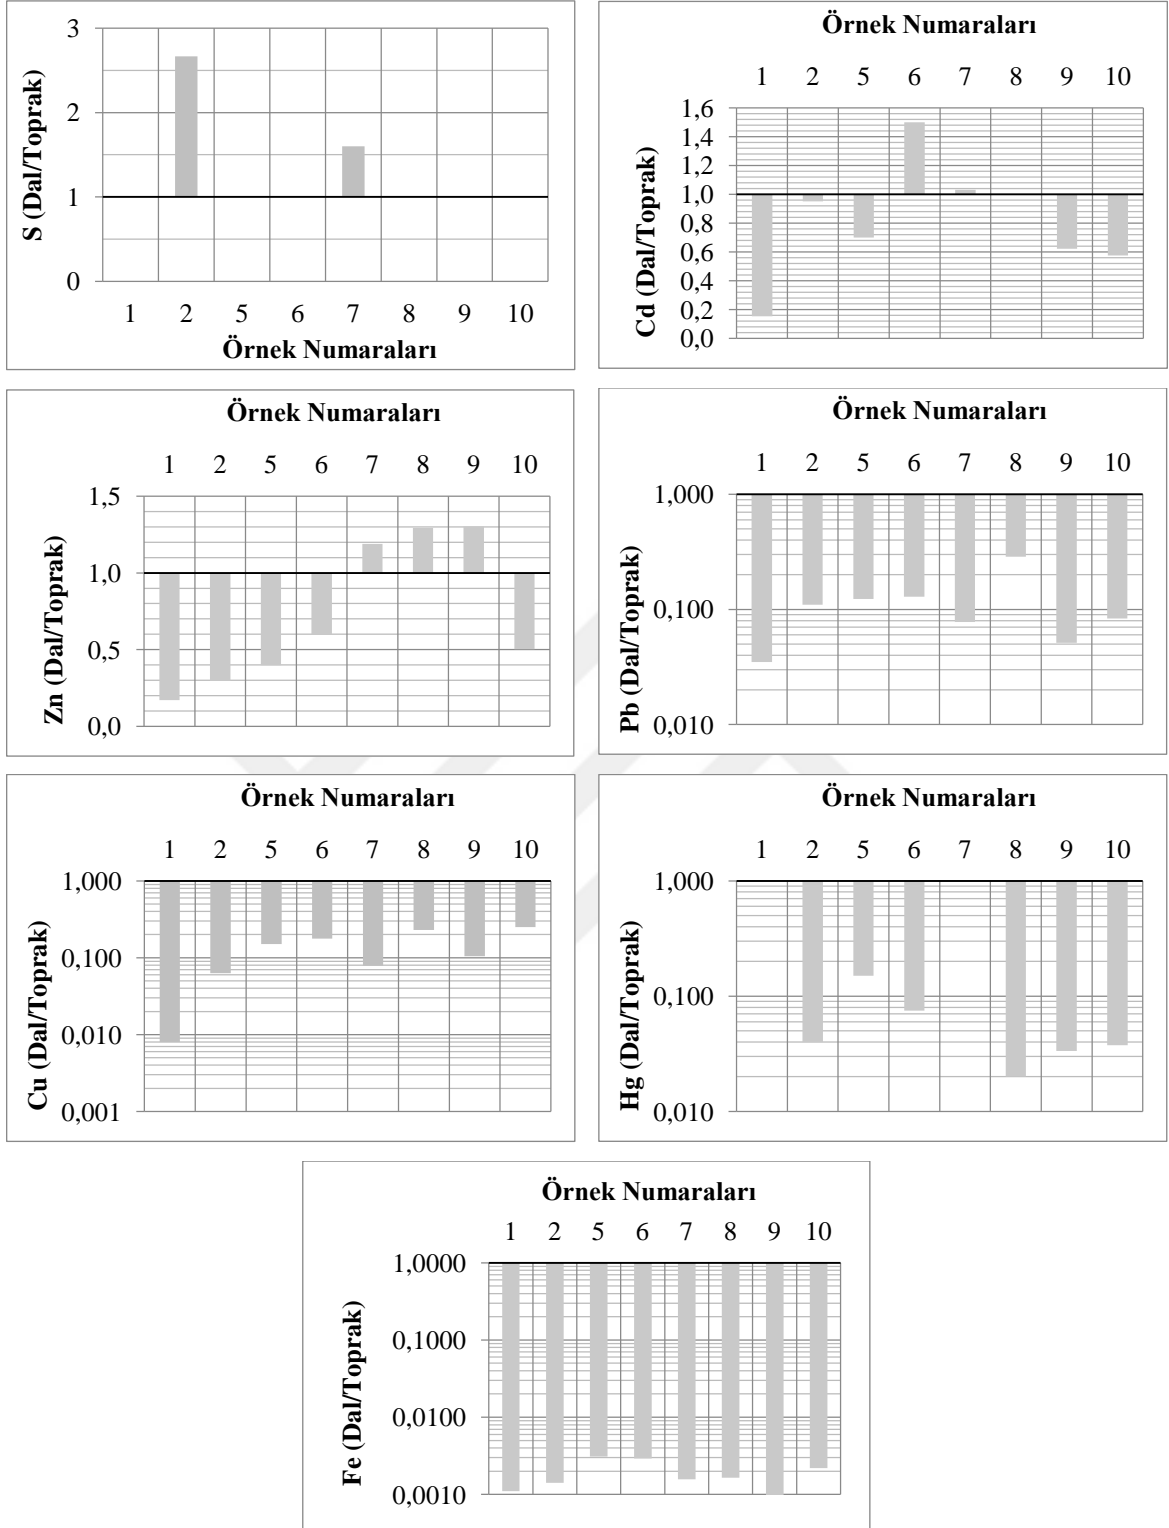 S (Dal/Toprak)
3
2
1
0
1 2 5 6 7 8 9 10
Örnek Numaraları
Örnek Numaraları
1 2 5 6 7 8 9 10
Cd (Dal/Toprak)
1,6
1,4
1,2
1,0
0,8
0,6
0,4
0,2
0,0
Örnek Numaraları
1 2 5 6 7 8 9 10
Zn (Dal/Toprak)
1,5
1,0
0,5
0,0
Örnek Numaraları
1 2 5 6 7 8 9 10
Pb (Dal/Toprak)
1,000
0,100
0,010
Örnek Numaraları
1 2 5 6 7 8 9 10
Cu (Dal/Toprak)
1,000
0,100
0,010
0,001
Örnek Numaraları
1 2 5 6 7 8 9 10
Hg (Dal/Toprak)
1,000
0,100
0,010
Örnek Numaraları
1 2 5 6 7 8 9 10
Fe (Dal/Toprak)
1,0000
0,1000
0,0100
0,0010